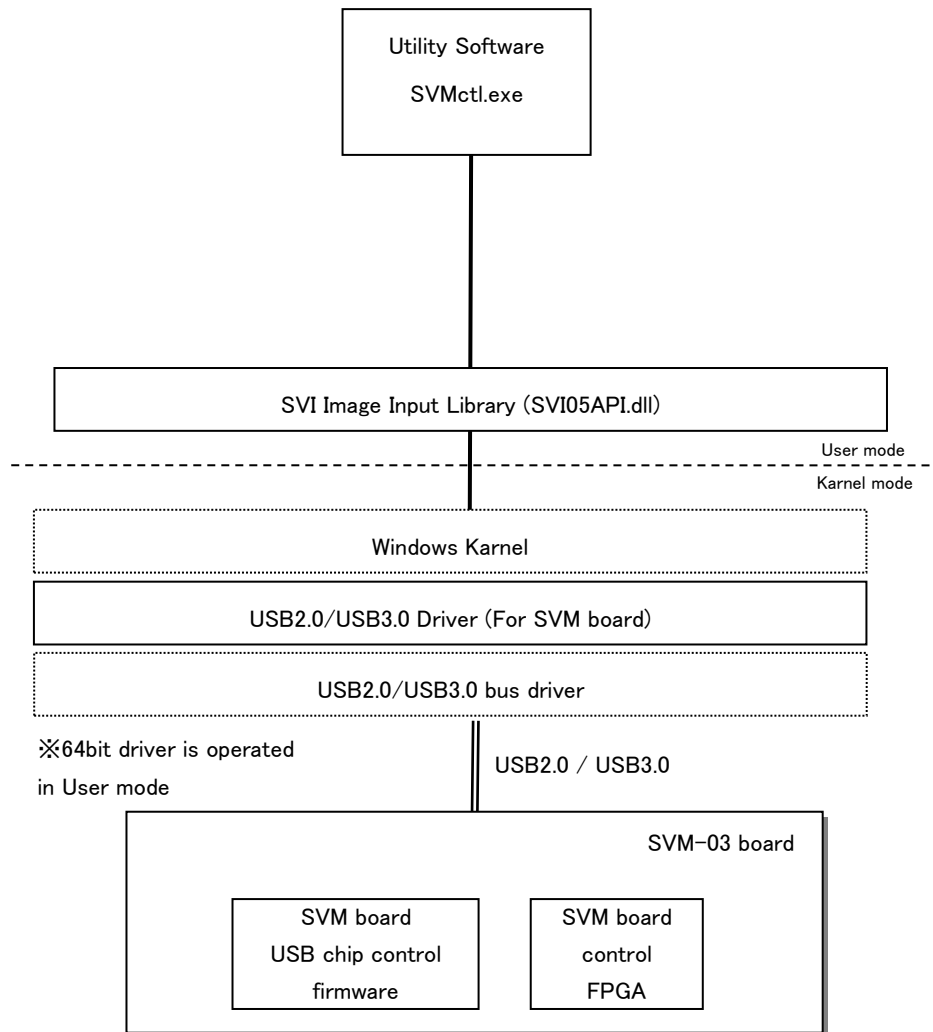 Utility Software
SVMctl.exe
SVI Image Input Library (SVI05API.dll)
User mode
Karnel mode
Windows Karnel
USB2.0/USB3.0 Driver (For SVM board)
USB2.0/USB3.0 bus driver
※64bit driver is operated
in User mode
USB2.0 / USB3.0
SVM-03 board
SVM board
USB chip control
firmware
SVM board
control
FPGA